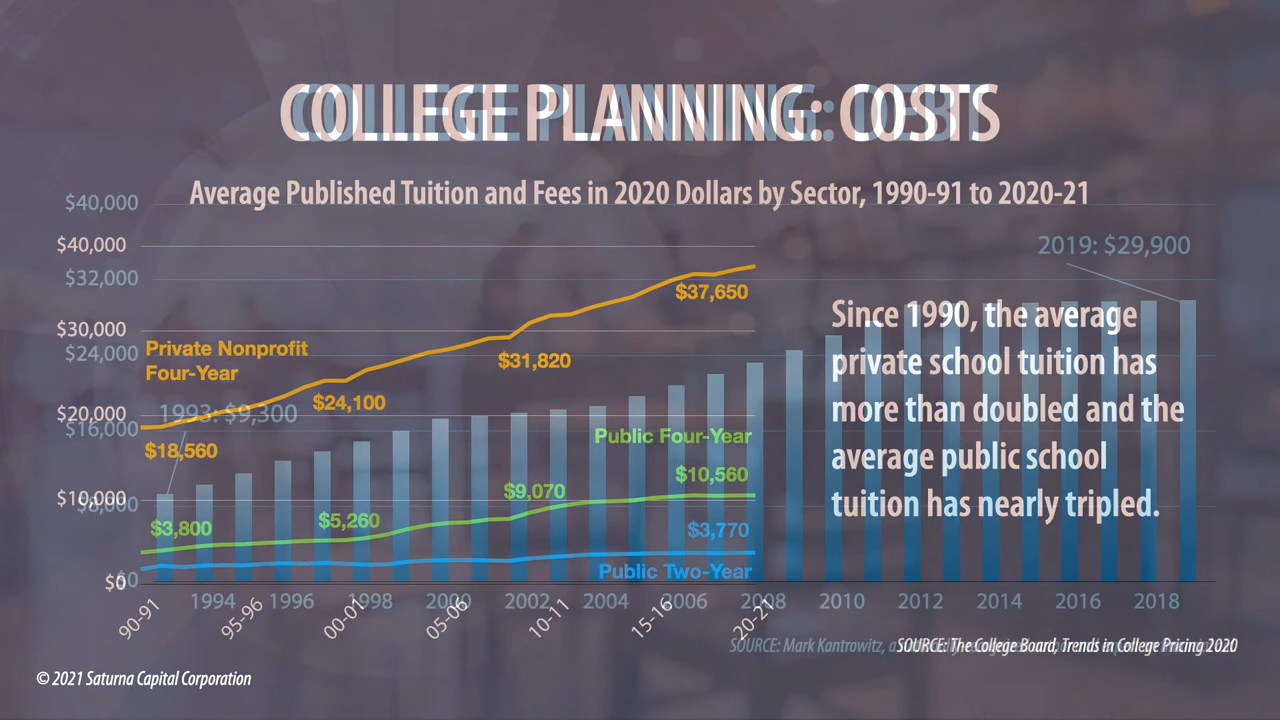 COLLEGE PLANNING: COSTS
Average Published Tuition and Fees in 2020 Dollars by Sector, 1990-91 to 2020-21
$40,000
$40,000
2019: $29,900
$32,000
$37,650
Since 1990, the average
private school tuition has
more than doubled and the
average public school
tuition has nearly tripled.
$30,000
$24,000
Private Nonprofit
Four-Year
$31,820
$24,100
$20,000
1993: $9,300
$16,000
$18,560
Public Four-Year
$10,560
$10,000
$9,070
$3,800
$5,260
$3,770
Public Two-Year
$0
$0
90-91
1994
95-96
1996
00-01
1998
05-06
2002
10-11
2004
15-16
2006
20-21
2008
2010
2012
2014
2016
2018
SOURCE: Mark Kantrowitz,
SOURCE: The College Board, Trends in College Pricing 2020
© 2021 Saturna Capital Corporation